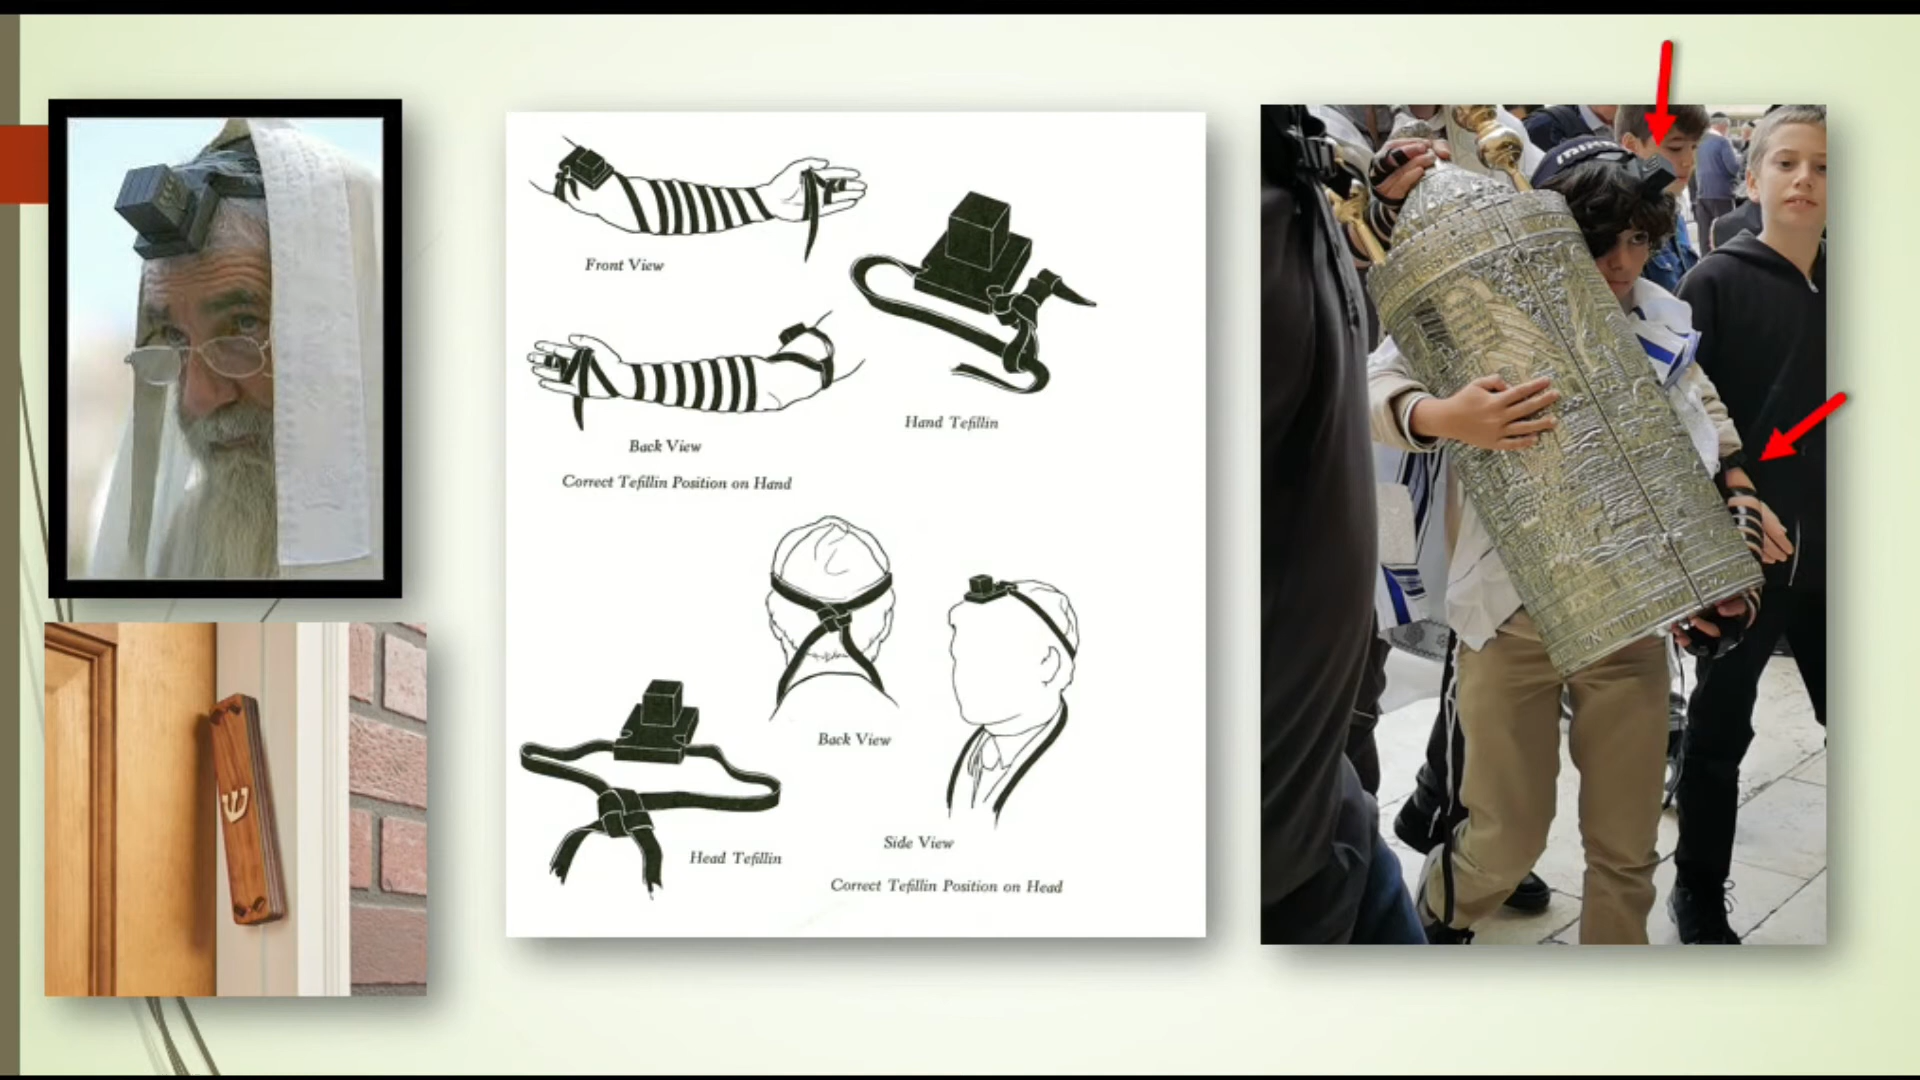 Front View
Hand Tefillin
Back View
Correct Tefillin Position on Hand
Back View
Side View
Head Tefillin
Correct Tefillin Position on Head
ש